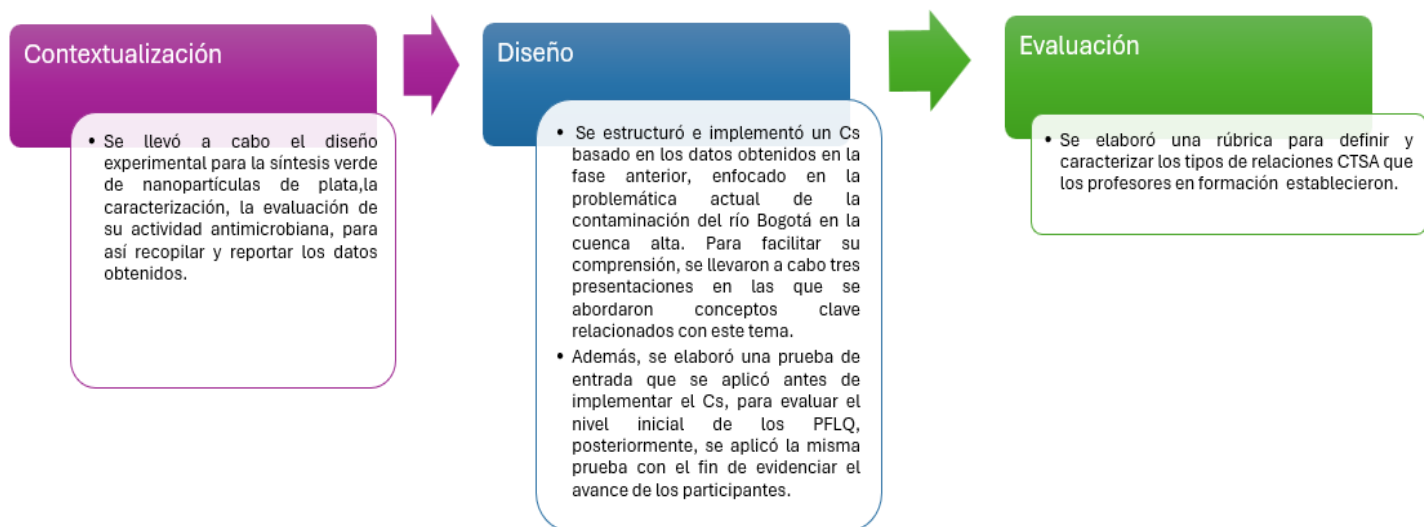 Contextualización
• Se llevó a cabo el diseño
experimental para la síntesis verde
de nanopartículas de plata,la
caracterización, la evaluación de
su actividad antimicrobiana, para
así recopilar y reportar los datos
obtenidos.
Diseño
• Se estructuró e implementó un Cs
basado en los datos obtenidos en la
fase anterior, enfocado en la
problemática actual de la
contaminación del río Bogotá en la
cuenca alta. Para facilitar su
comprensión, se llevaron a cabo tres
presentaciones en las que se
abordaron conceptos clave
relacionados con este tema.
• Además, se elaboró una prueba de
entrada que se aplicó antes de
implementar el Cs, para evaluar el
nivel inicial de los PFLQ,
posteriormente, se aplicó la misma
prueba con el fin de evidenciar el
avance de los participantes.
Evaluación
• Se elaboró una rúbrica para definir y
caracterizar los tipos de relaciones CTSA que
los profesores en formación establecieron.